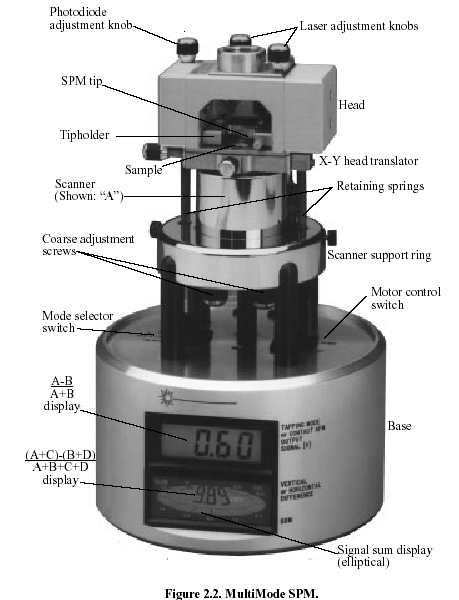 Photodiode
adjustment knob
Laser adjustment knobs
SPM tip
Head
Tipholder
Sample
X-Y head translator
Scanner
(Shown: “A”)
Retaining springs
Coarse adjustment
screws
Scanner support ring
Motor control
switch
Mode selector
switch
A-B
A+B
display
Base
0.60
TAPPING MODE
or CONTACT AFM
OUTPUT
SIGNAL (V)
(A+C)-(B+D)
A+B+C+D
display
VERTICAL
or HORIZONTAL
DIFFERENCE
SUM
Signal sum display
(elliptical)
Figure 2.2. MultiMode SPM.